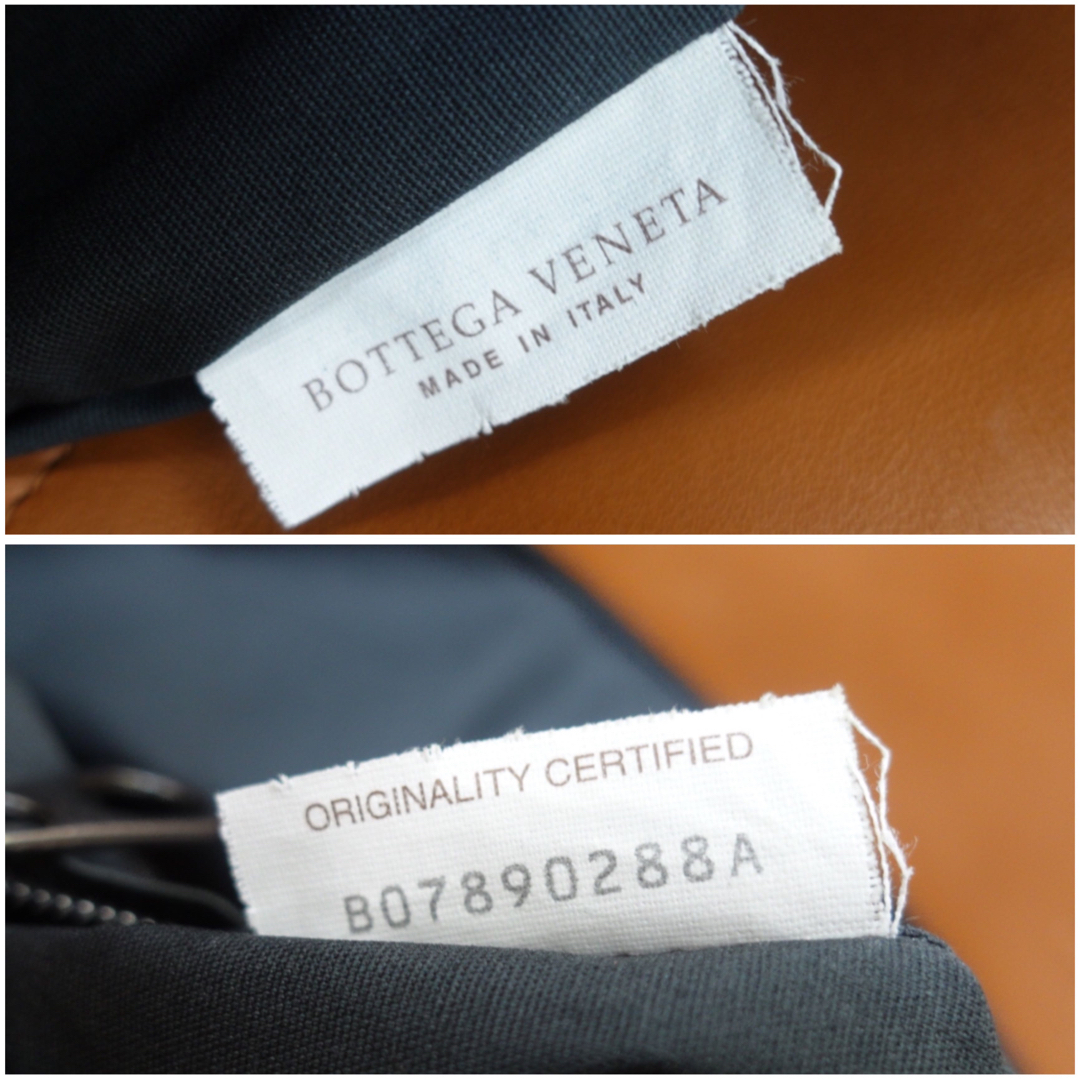 BOTTEGA VENETA
MADE IN ITALY
ORIGINALITY CERTIFIED
B07890288A